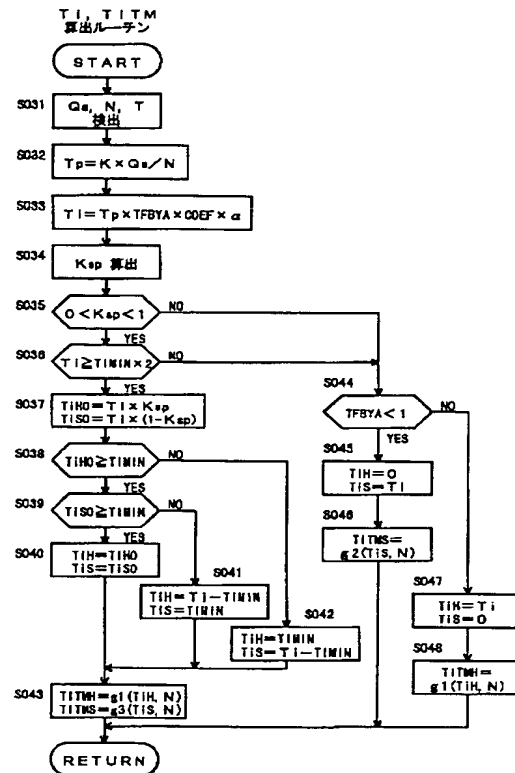 Ti, TITM
算出ルーチン
START
S031
Qa, N, T
検出
S032
Tp=K×Qa/N
S033
Ti=Tp×TFBYA×COEF×α
S034
Ksp 算出
S035
0<Ksp<1
NO
YES
S036
Ti≧TIMIN×2
NO
YES
S037
TiH0=Ti×Ksp
TiS0=Ti×(1-Ksp)
S038
TiH0≧TIMIN
NO
YES
S039
TiS0≧TIMIN
NO
YES
S040
TiH=TiH0
TiS=TiS0
S041
TiH=Ti-TIMIN
TiS=TIMIN
S042
TiH=TIMIN
TiS=Ti-TIMIN
S043
TITMH=g1(TiH, N)
TITMS=g3(TiS, N)
S044
TFBYA<1
NO
YES
S045
TiH=0
TiS=Ti
S046
TITMS=
g2(TiS, N)
S047
TiH=Ti
TiS=0
S048
TITMH=
g1(TiH, N)
RETURN